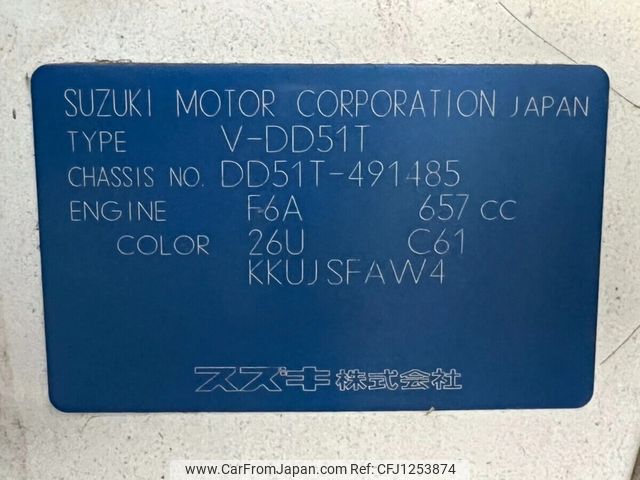 SUZUKI MOTOR CORPORATION JAPAN
TYPE V-DD51T
CHASSIS NO. DD51T-491485
ENGINE F6A 657 CC
COLOR 26U C61
KKUJSFAW4
スズキ株式会社
www.CarFromJapan.com - CFJ1253874